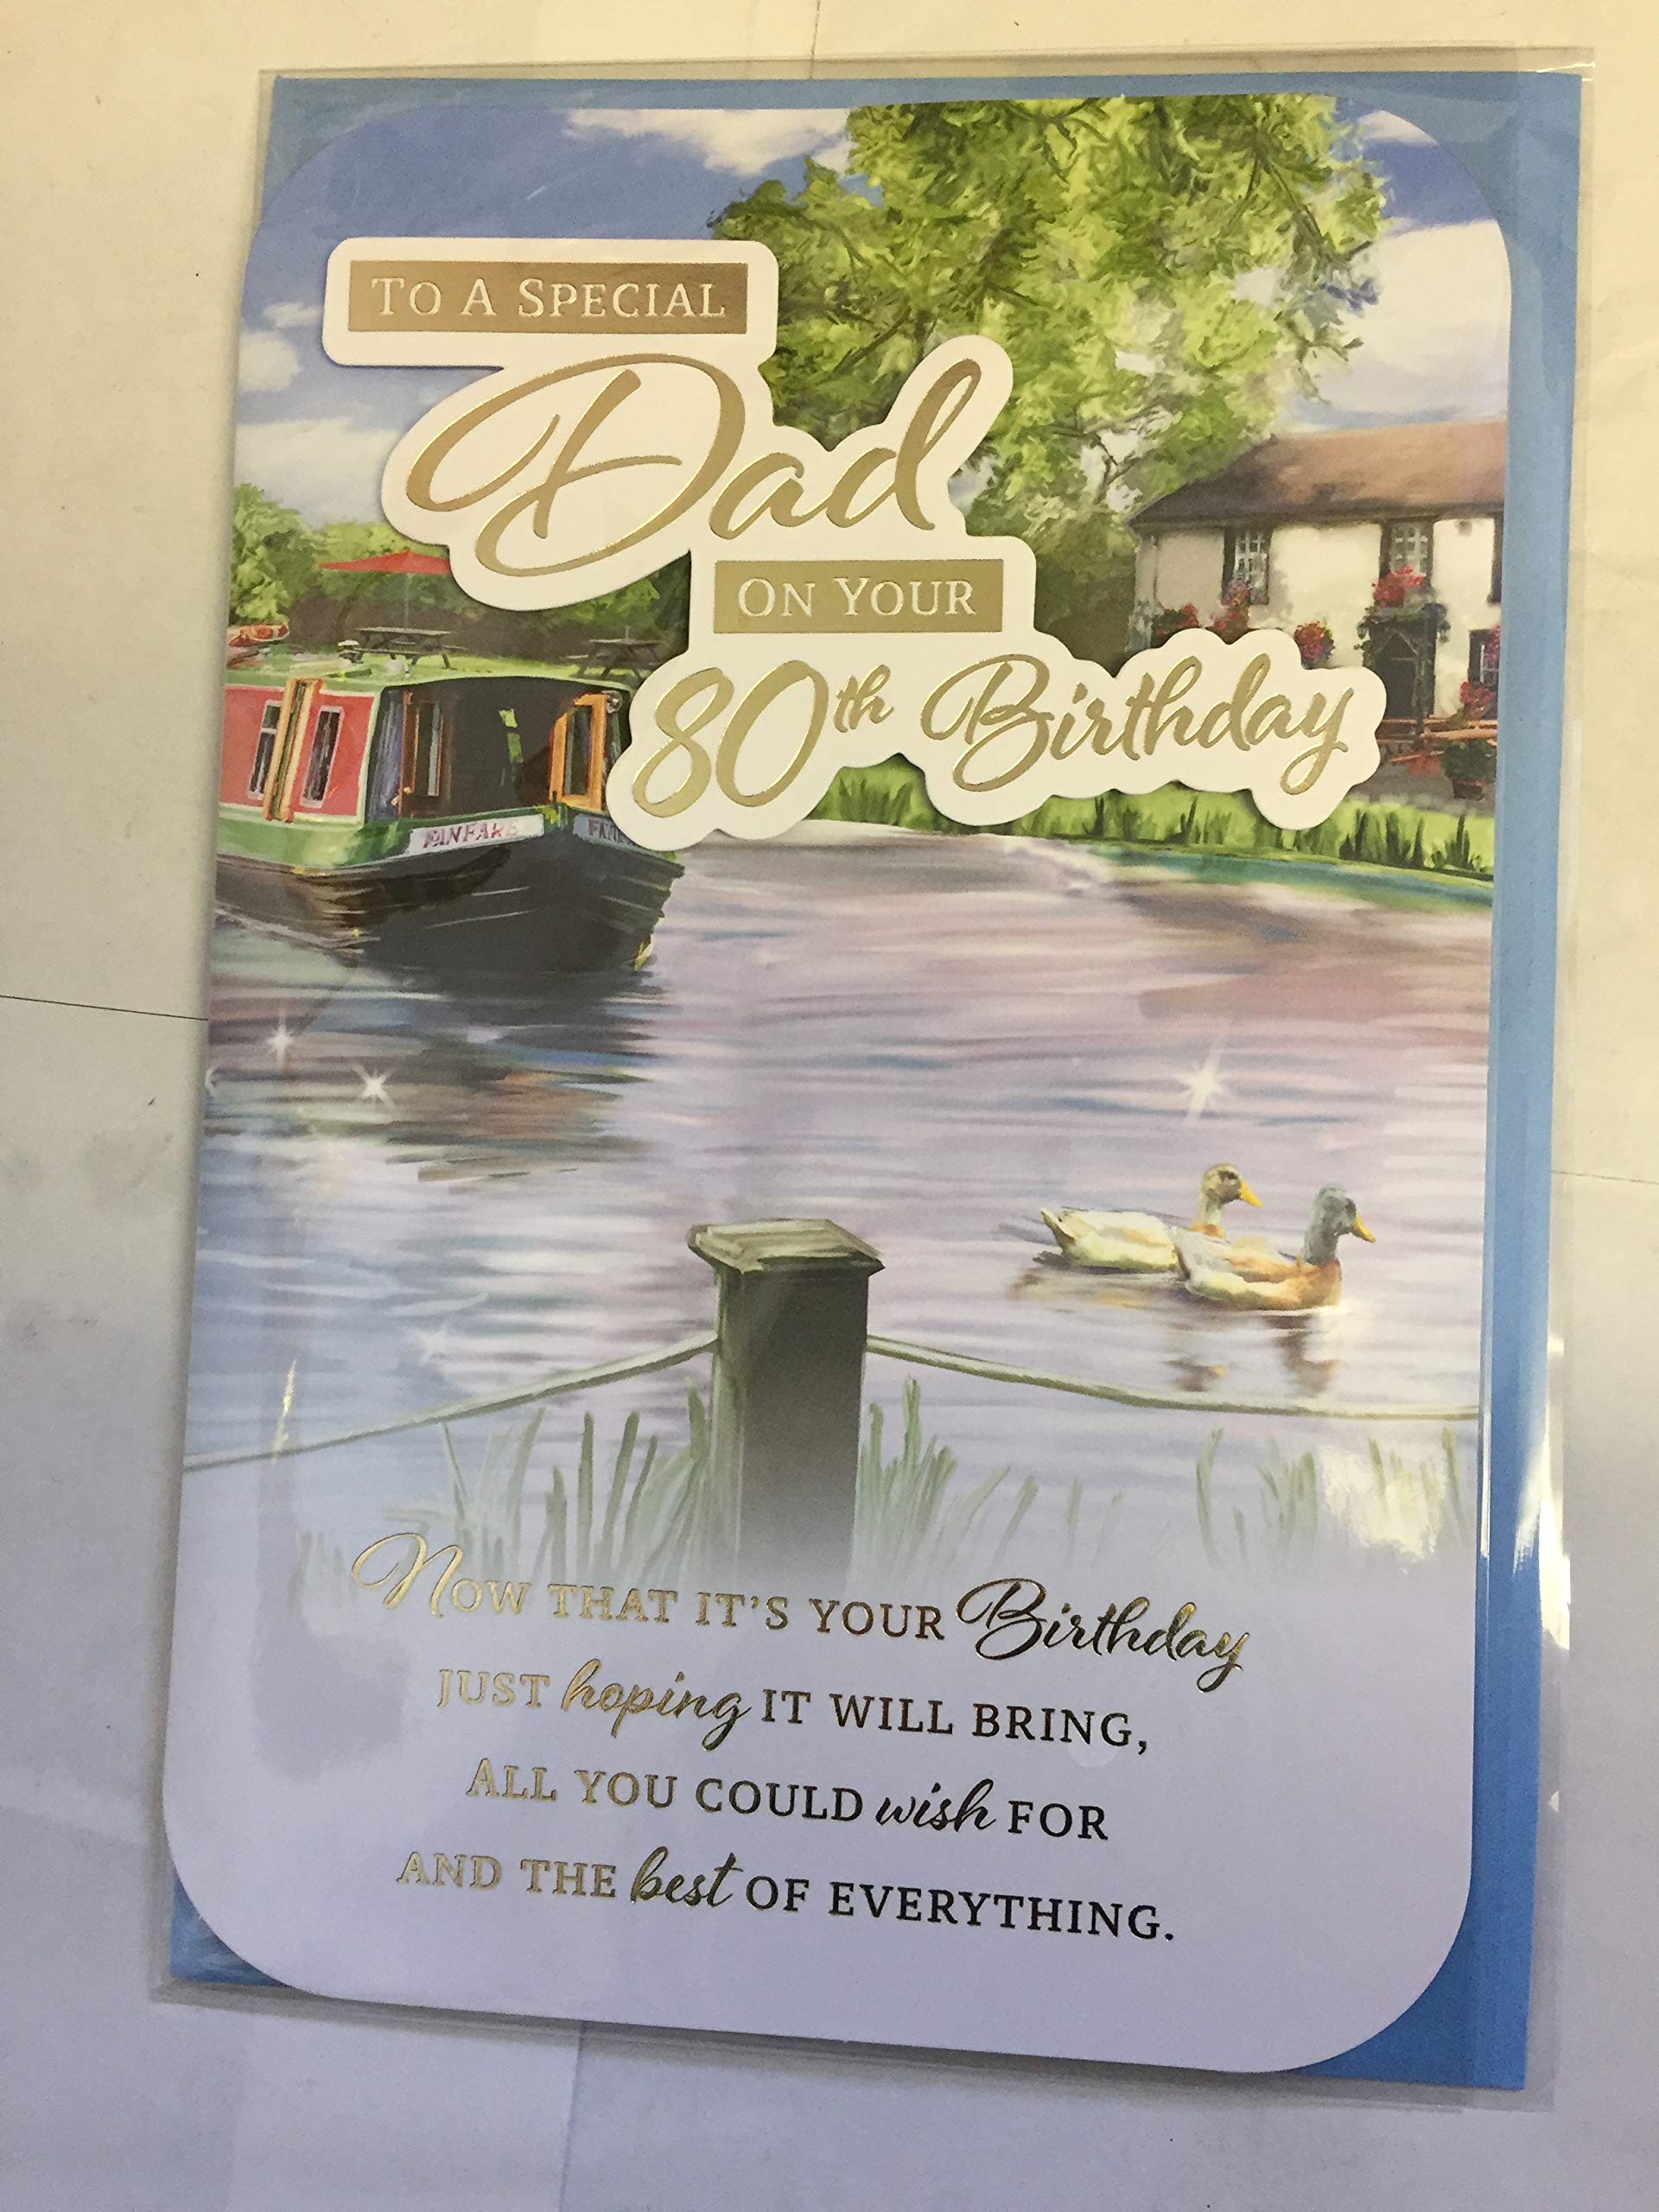 TO A SPECIAL
Dad
ON YOUR
80th Birthday
FANFARE
NOW THAT IT'S YOUR Birthday
JUST hoping IT WILL BRING,
ALL YOU COULD wish FOR
AND THE best OF EVERYTHING.